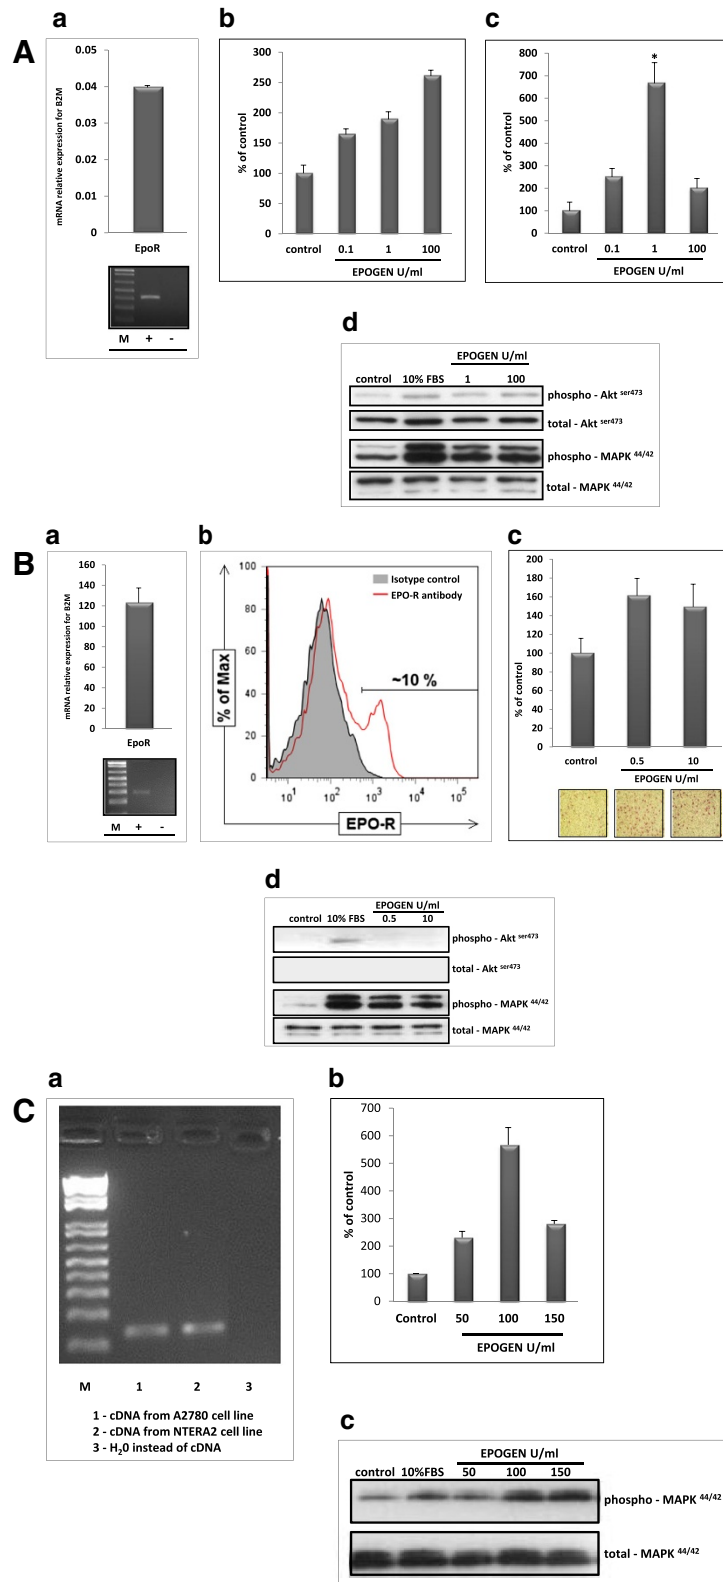 a
b
c
A
mRNA relative expression for B2M
0.05
0.04
0.03
0.02
0.01
0
EpoR
M + -
% of control
300
250
200
150
100
50
0
control 0.1 1 100
EPOGEN U/ml
% of control
800
700
600
500
400
300
200
100
0
*
control 0.1 1 100
EPOGEN U/ml
d
EPOGEN U/ml
control 10% FBS 1 100
phospho - Akt ser473
total - Akt ser473
phospho - MAPK 44/42
total - MAPK 44/42
a
b
c
B
mRNA relative expression for B2M
160
140
120
100
80
60
40
20
0
EpoR
M + -
% of Max
100
80
60
40
20
0
Isotype control
EPO-R antibody
~10 %
10¹ 10² 10³ 10⁴ 10⁵
EPO-R
% of control
200
180
160
140
120
100
80
60
40
20
0
control 0.5 10
EPOGEN U/ml
d
EPOGEN U/ml
control 10% FBS 0.5 10
phospho - Akt ser473
total - Akt ser473
phospho - MAPK 44/42
total - MAPK 44/42
a
b
C
M 1 2 3
1 - cDNA from A2780 cell line
2 - cDNA from NTERA2 cell line
3 - H₂0 instead of cDNA
% of control
700
600
500
400
300
200
100
0
Control 50 100 150
EPOGEN U/ml
c
EPOGEN U/ml
control 10%FBS 50 100 150
phospho - MAPK 44/42
total - MAPK 44/42